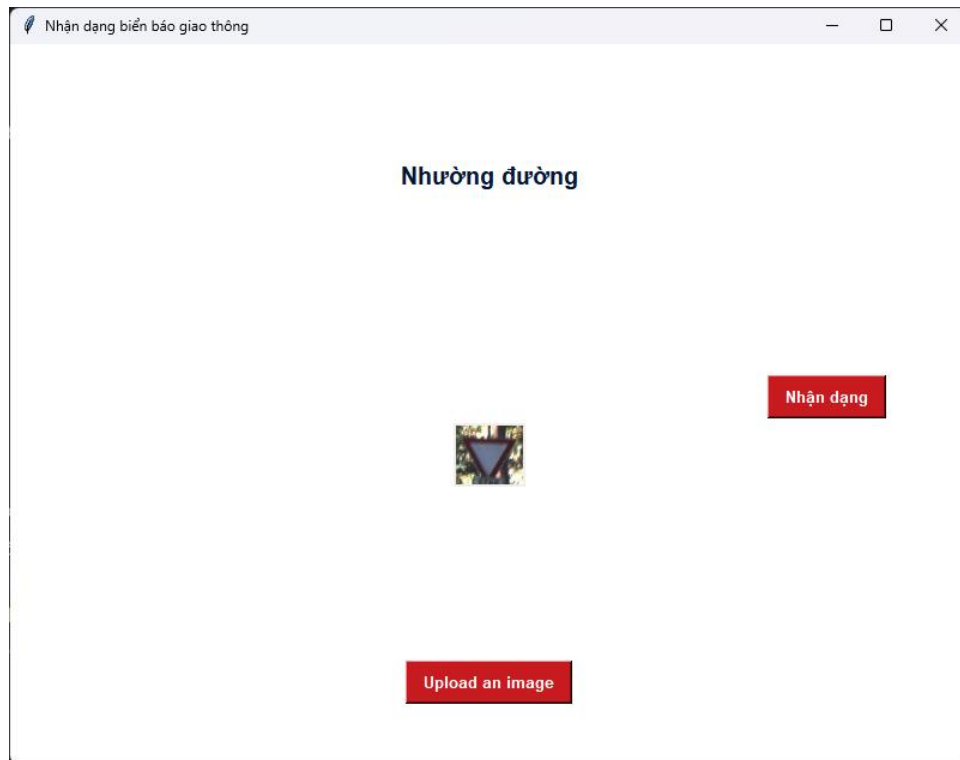 Nhận dạng biển báo giao thông
Nhường đường
Nhận dạng
Upload an image